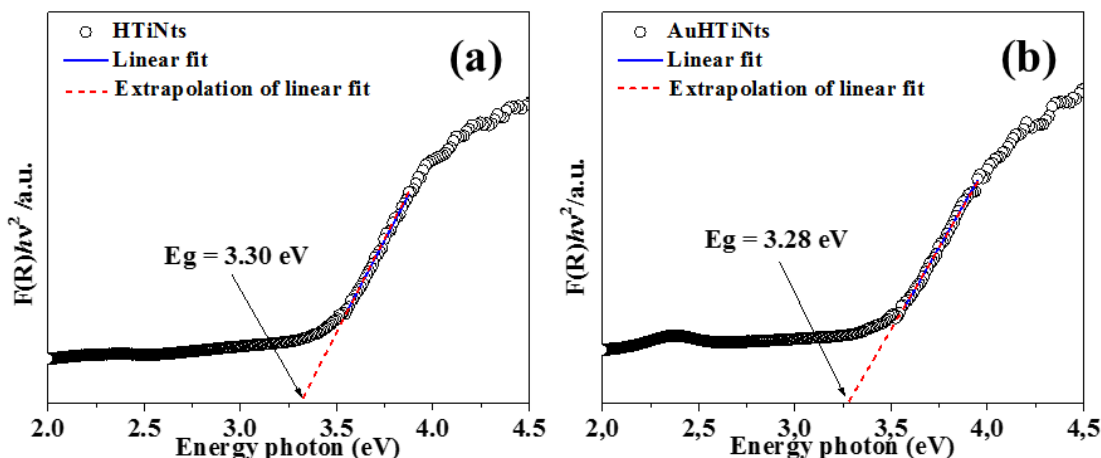 HTiNts
Linear fit
Extrapolation of linear fit
(a)
Eg = 3.30 eV
F(R)hν² /a.u.
2.0 2.5 3.0 3.5 4.0 4.5
Energy photon (eV)
AuHTiNts
Linear fit
Extrapolation of linear fit
(b)
Eg = 3.28 eV
F(R)hν²/a.u.
2,0 2,5 3,0 3,5 4,0 4,5
Energy photon (eV)